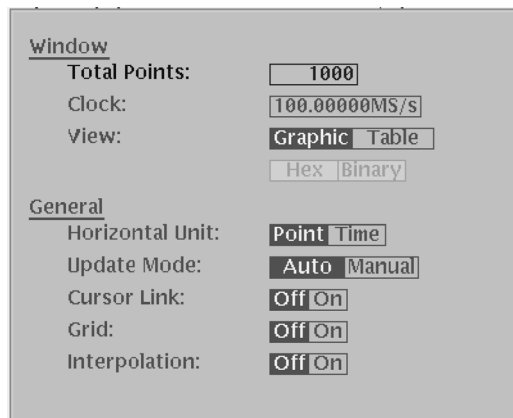 Window
Total Points: 1000
Clock: 100.00000MS/s
View: Graphic Table
Hex Binary
General
Horizontal Unit: Point Time
Update Mode: Auto Manual
Cursor Link: Off On
Grid: Off On
Interpolation: Off On